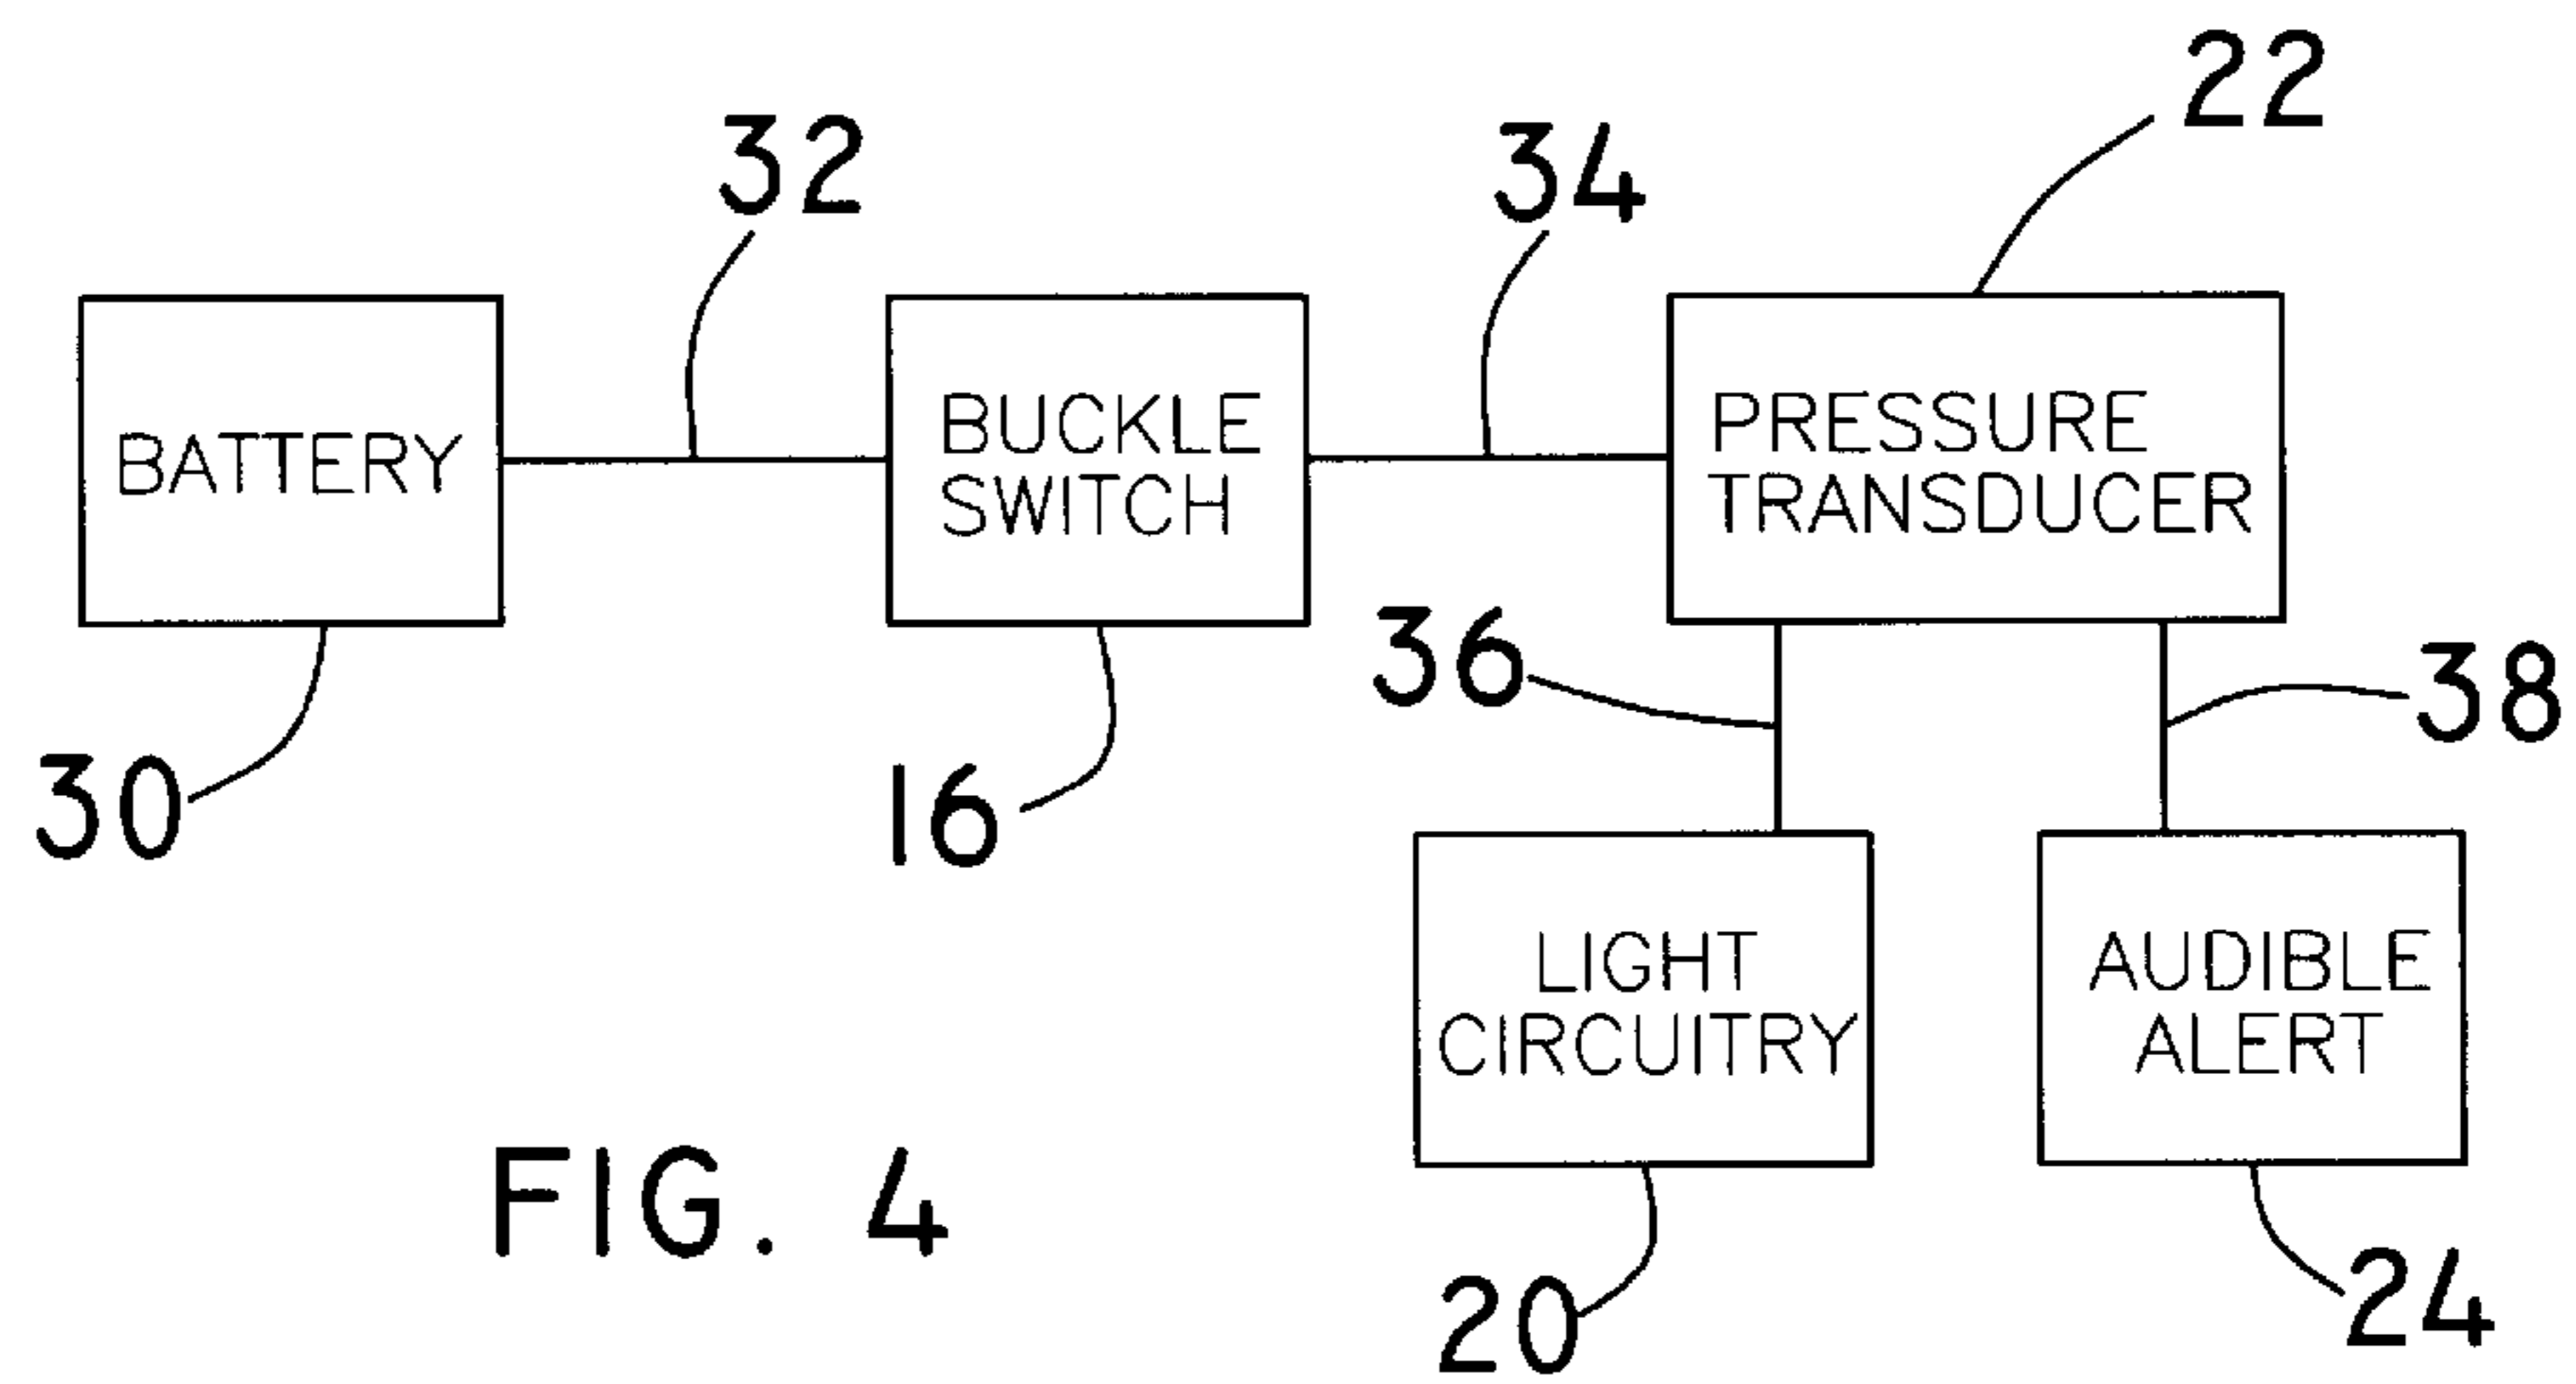 22
32
34
BATTERY
BUCKLE
SWITCH
PRESSURE
TRANSDUCER
36
38
30
16
LIGHT
CIRCUITRY
AUDIBLE
ALERT
FIG. 4
20
24